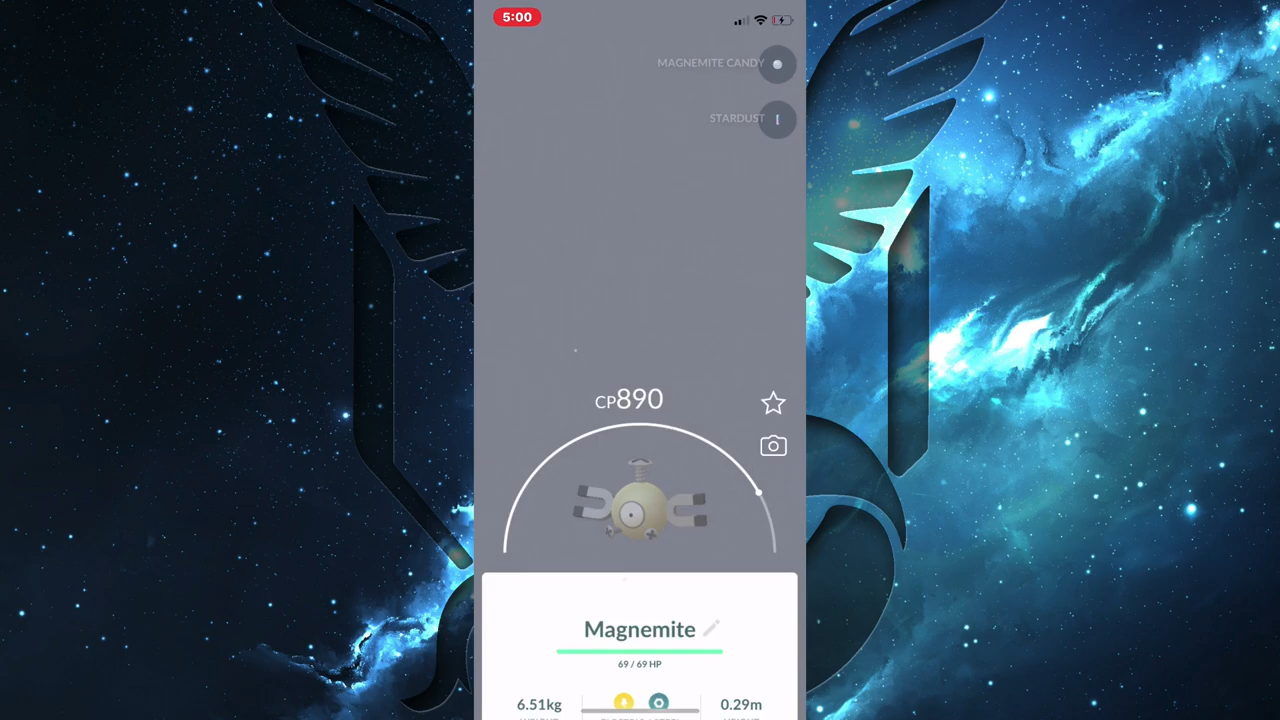 5:00
MAGNEMITE CANDY
STARDUST
CP890
Magnemite
69 / 69 HP
6.51kg
0.29m